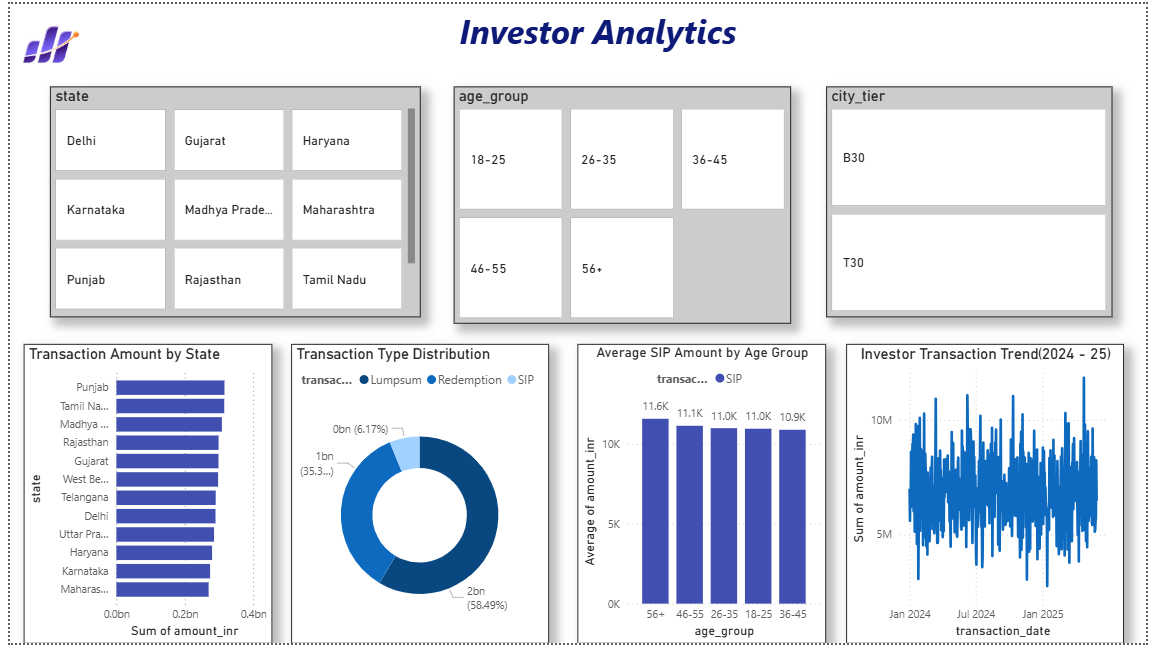 Investor Analytics
state
Delhi
Gujarat
Haryana
Karnataka
Madhya Prade...
Maharashtra
Punjab
Rajasthan
Tamil Nadu
age_group
18-25
26-35
36-45
46-55
56+
city_tier
B30
T30
Transaction Amount by State
state
Punjab
Tamil Na...
Madhya ...
Rajasthan
Gujarat
West Be...
Telangana
Delhi
Uttar Pra...
Haryana
Karnataka
Maharas...
0.0bn 0.2bn 0.4bn
Sum of amount_inr
Transaction Type Distribution
transac... Lumpsum Redemption SIP
0bn (6.17%)
1bn
(35.3...)
2bn
(58.49%)
Average SIP Amount by Age Group
transac... SIP
Average of amount_inr
11.6K 11.1K 11.0K 11.0K 10.9K
10K
5K
0K
56+ 46-55 26-35 18-25 36-45
age_group
Investor Transaction Trend(2024 - 25)
Sum of amount_inr
10M
5M
Jan 2024 Jul 2024 Jan 2025
transaction_date